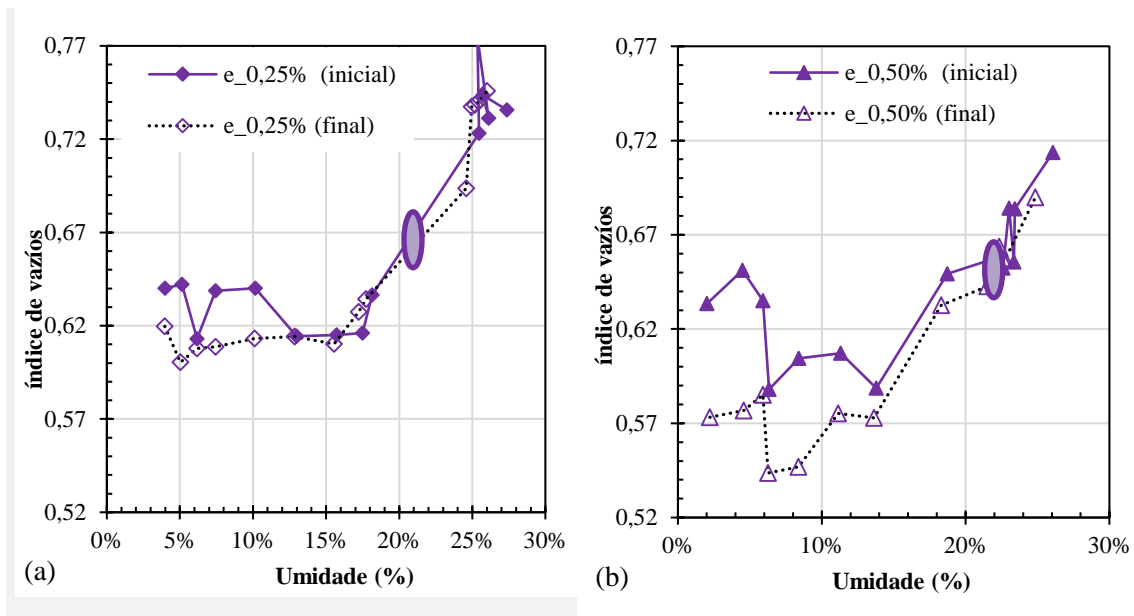 0,77
e_0,25%  (inicial)
e_0,25% (final)
0,72
0,67
0,62
0,57
0,52
índice de vazíos
0% 5% 10% 15% 20% 25% 30%
Umidade (%)
(a)
0,77
e_0,50%  (inicial)
e_0,50%  (final)
0,72
0,67
0,62
0,57
0,52
índice de vazíos
0% 10% 20% 30%
Umidade (%)
(b)